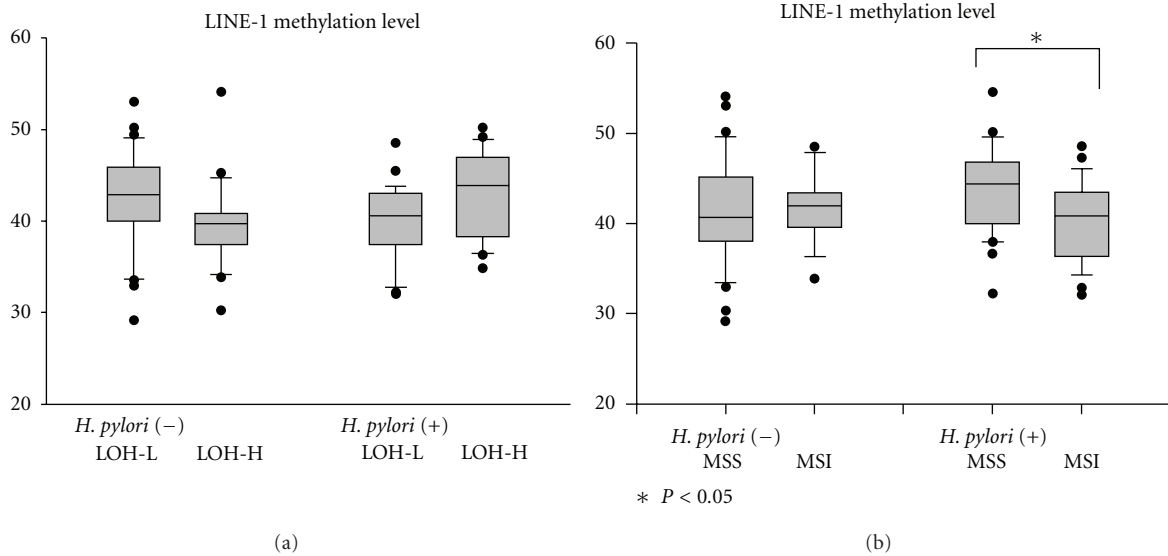 LINE-1 methylation level
60
50
40
30
20
H. pylori (−)
H. pylori (+)
LOH-L LOH-H LOH-L LOH-H
(a)
LINE-1 methylation level
60
50
40
30
20
*
H. pylori (−)
H. pylori (+)
MSS MSI MSS MSI
* P < 0.05
(b)